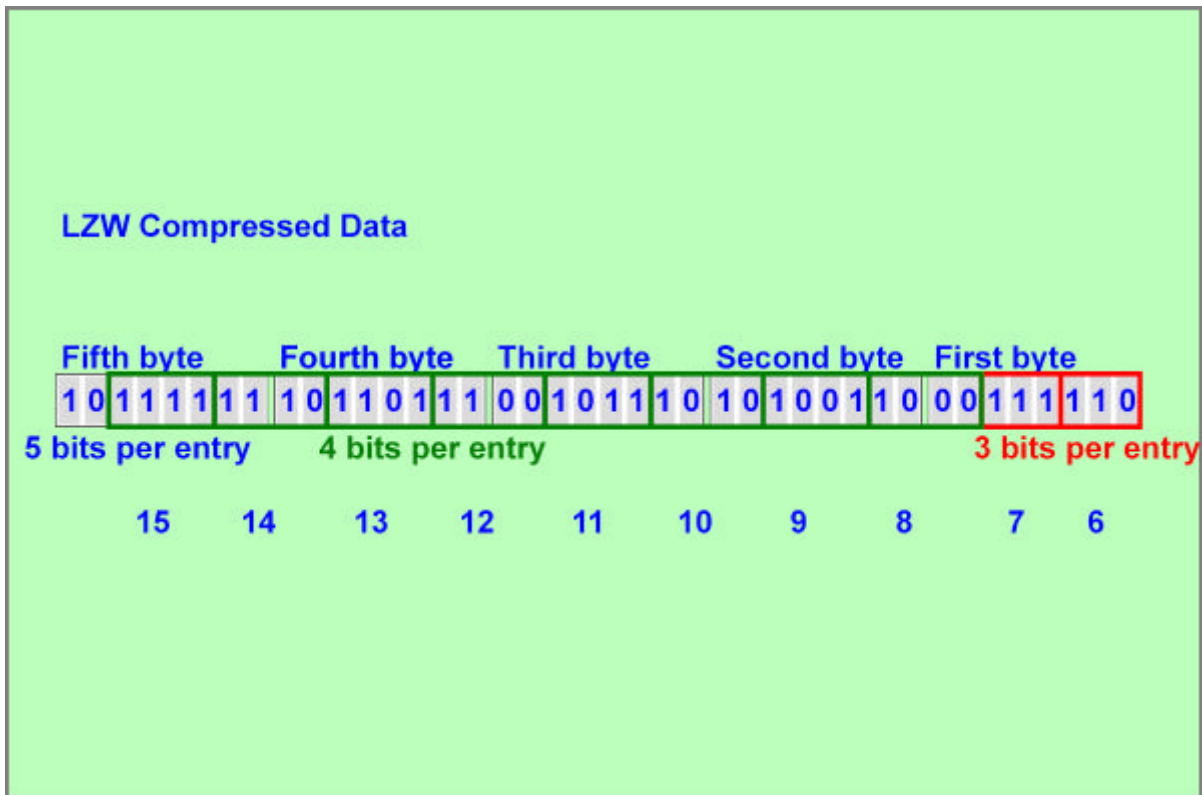 LZW Compressed Data
Fifth byte Fourth byte Third byte Second byte First byte
1 0 1 1 1 1 1 1 1 0 1 1 0 1 1 1 0 0 1 0 1 1 1 0 1 0 1 0 0 1 1 0 0 0 1 1 1 1 1 0
5 bits per entry 4 bits per entry 3 bits per entry
15 14 13 12 11 10 9 8 7 6